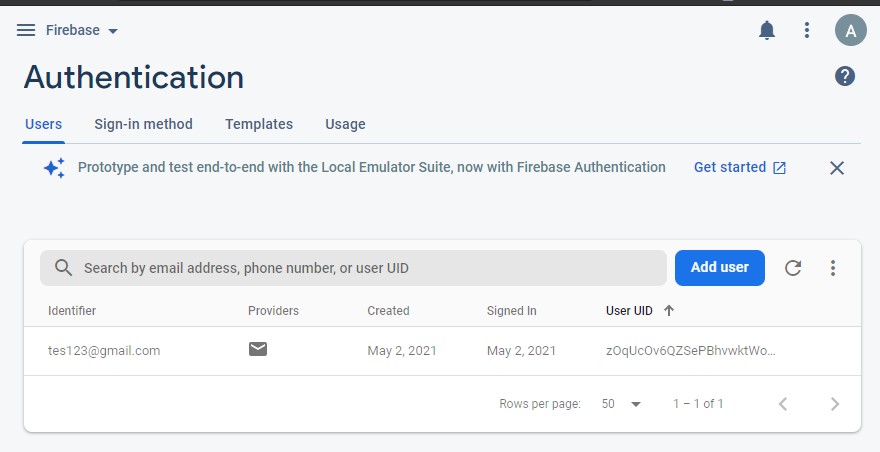 Firebase
A
Authentication
Users Sign-in method Templates Usage
Prototype and test end-to-end with the Local Emulator Suite, now with Firebase Authentication Get started
Search by email address, phone number, or user UID Add user
Identifier Providers Created Signed In User UID
tes123@gmail.com May 2, 2021 May 2, 2021 zOqUcOv6QZSePBhvwktWo...
Rows per page: 50 1 – 1 of 1